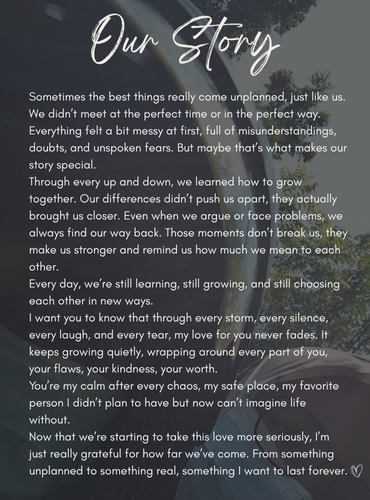 Our Story
Sometimes the best things really come unplanned, just like us.
We didn't meet at the perfect time or in the perfect way.
Everything felt a bit messy at first, full of misunderstandings,
doubts, and unspoken fears. But maybe that's what makes our
story special.
Through every up and down, we learned how to grow
together. Our differences didn't push us apart, they actually
brought us closer. Even when we argue or face problems, we
always find our way back. Those moments don't break us, they
make us stronger and remind us how much we mean to each
other.
Every day, we're still learning, still growing, and still choosing
each other in new ways.
I want you to know that through every storm, every silence,
every laugh, and every tear, my love for you never fades. It
keeps growing quietly, wrapping around every part of you,
your flaws, your kindness, your worth.
You're my calm after every chaos, my safe place, my favorite
person I didn't plan to have but now can't imagine life
without.
Now that we're starting to take this love more seriously, I'm
just really grateful for how far we've come. From something
unplanned to something real, something I want to last forever. ♡